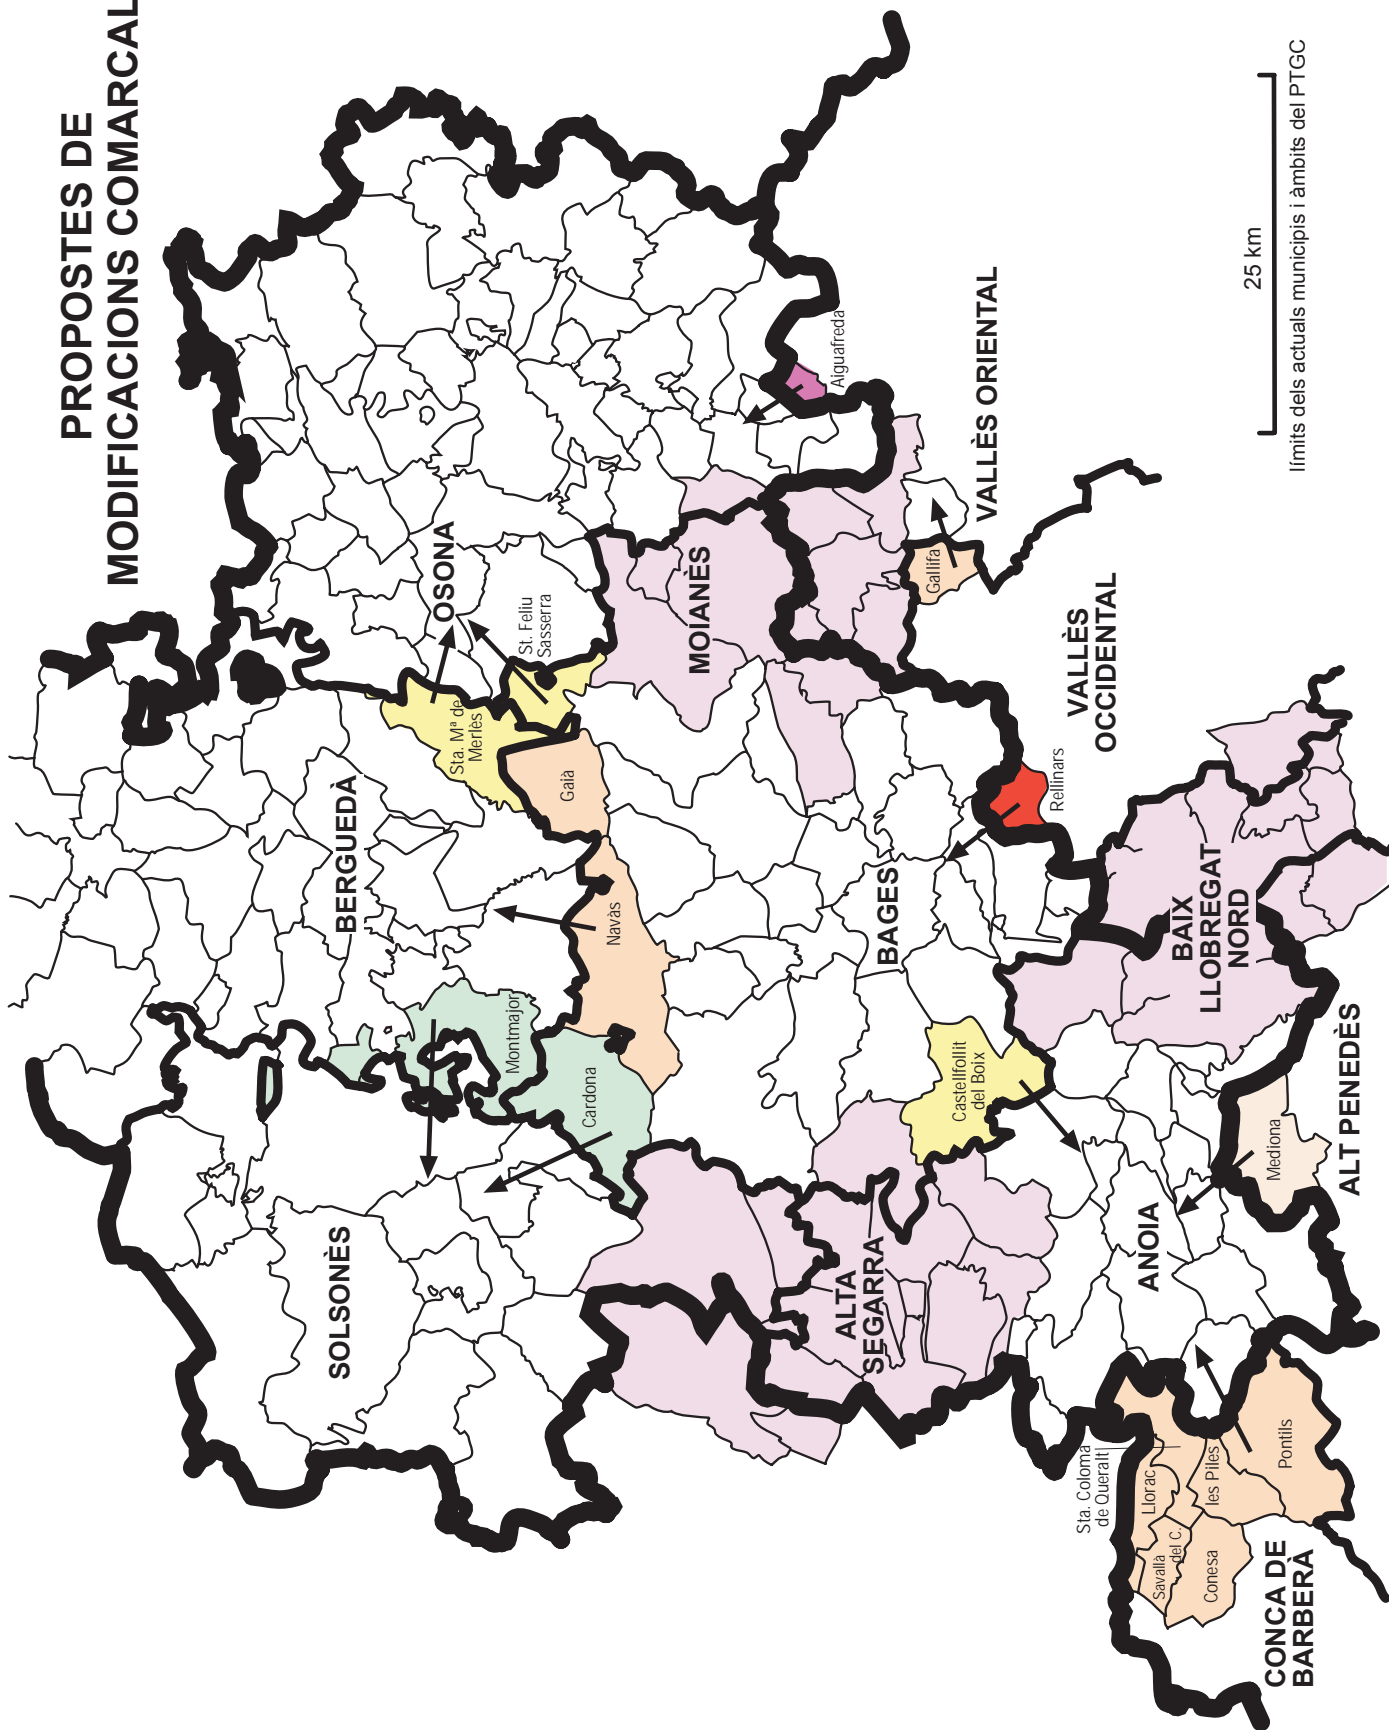 PROPOSTES DE
MODIFICACIONS COMARCAL
OSONA
St. Feliu
Sasserra
Sta. Mª de
Merlès
Gaià
BERGUEDÀ
Navàs
Montmajor
Cardona
SOLSONÈS
MOIANÈS
Aiguafreda
VALLÈS ORIENTAL
Gallifa
VALLÈS
OCCIDENTAL
Rellinars
BAGES
Castellfollit
del Boix
BAIX
LLOBREGAT
NORD
ALTA
SEGARRA
ANOIA
Mediona
ALT PENEDÈS
Sta. Coloma
de Queralt
Llorac
les Piles
Pontils
Savallà
del C.
Conesa
CONCA DE
BARBERÀ
25 km
límits dels actuals municipis i àmbits del PTGC